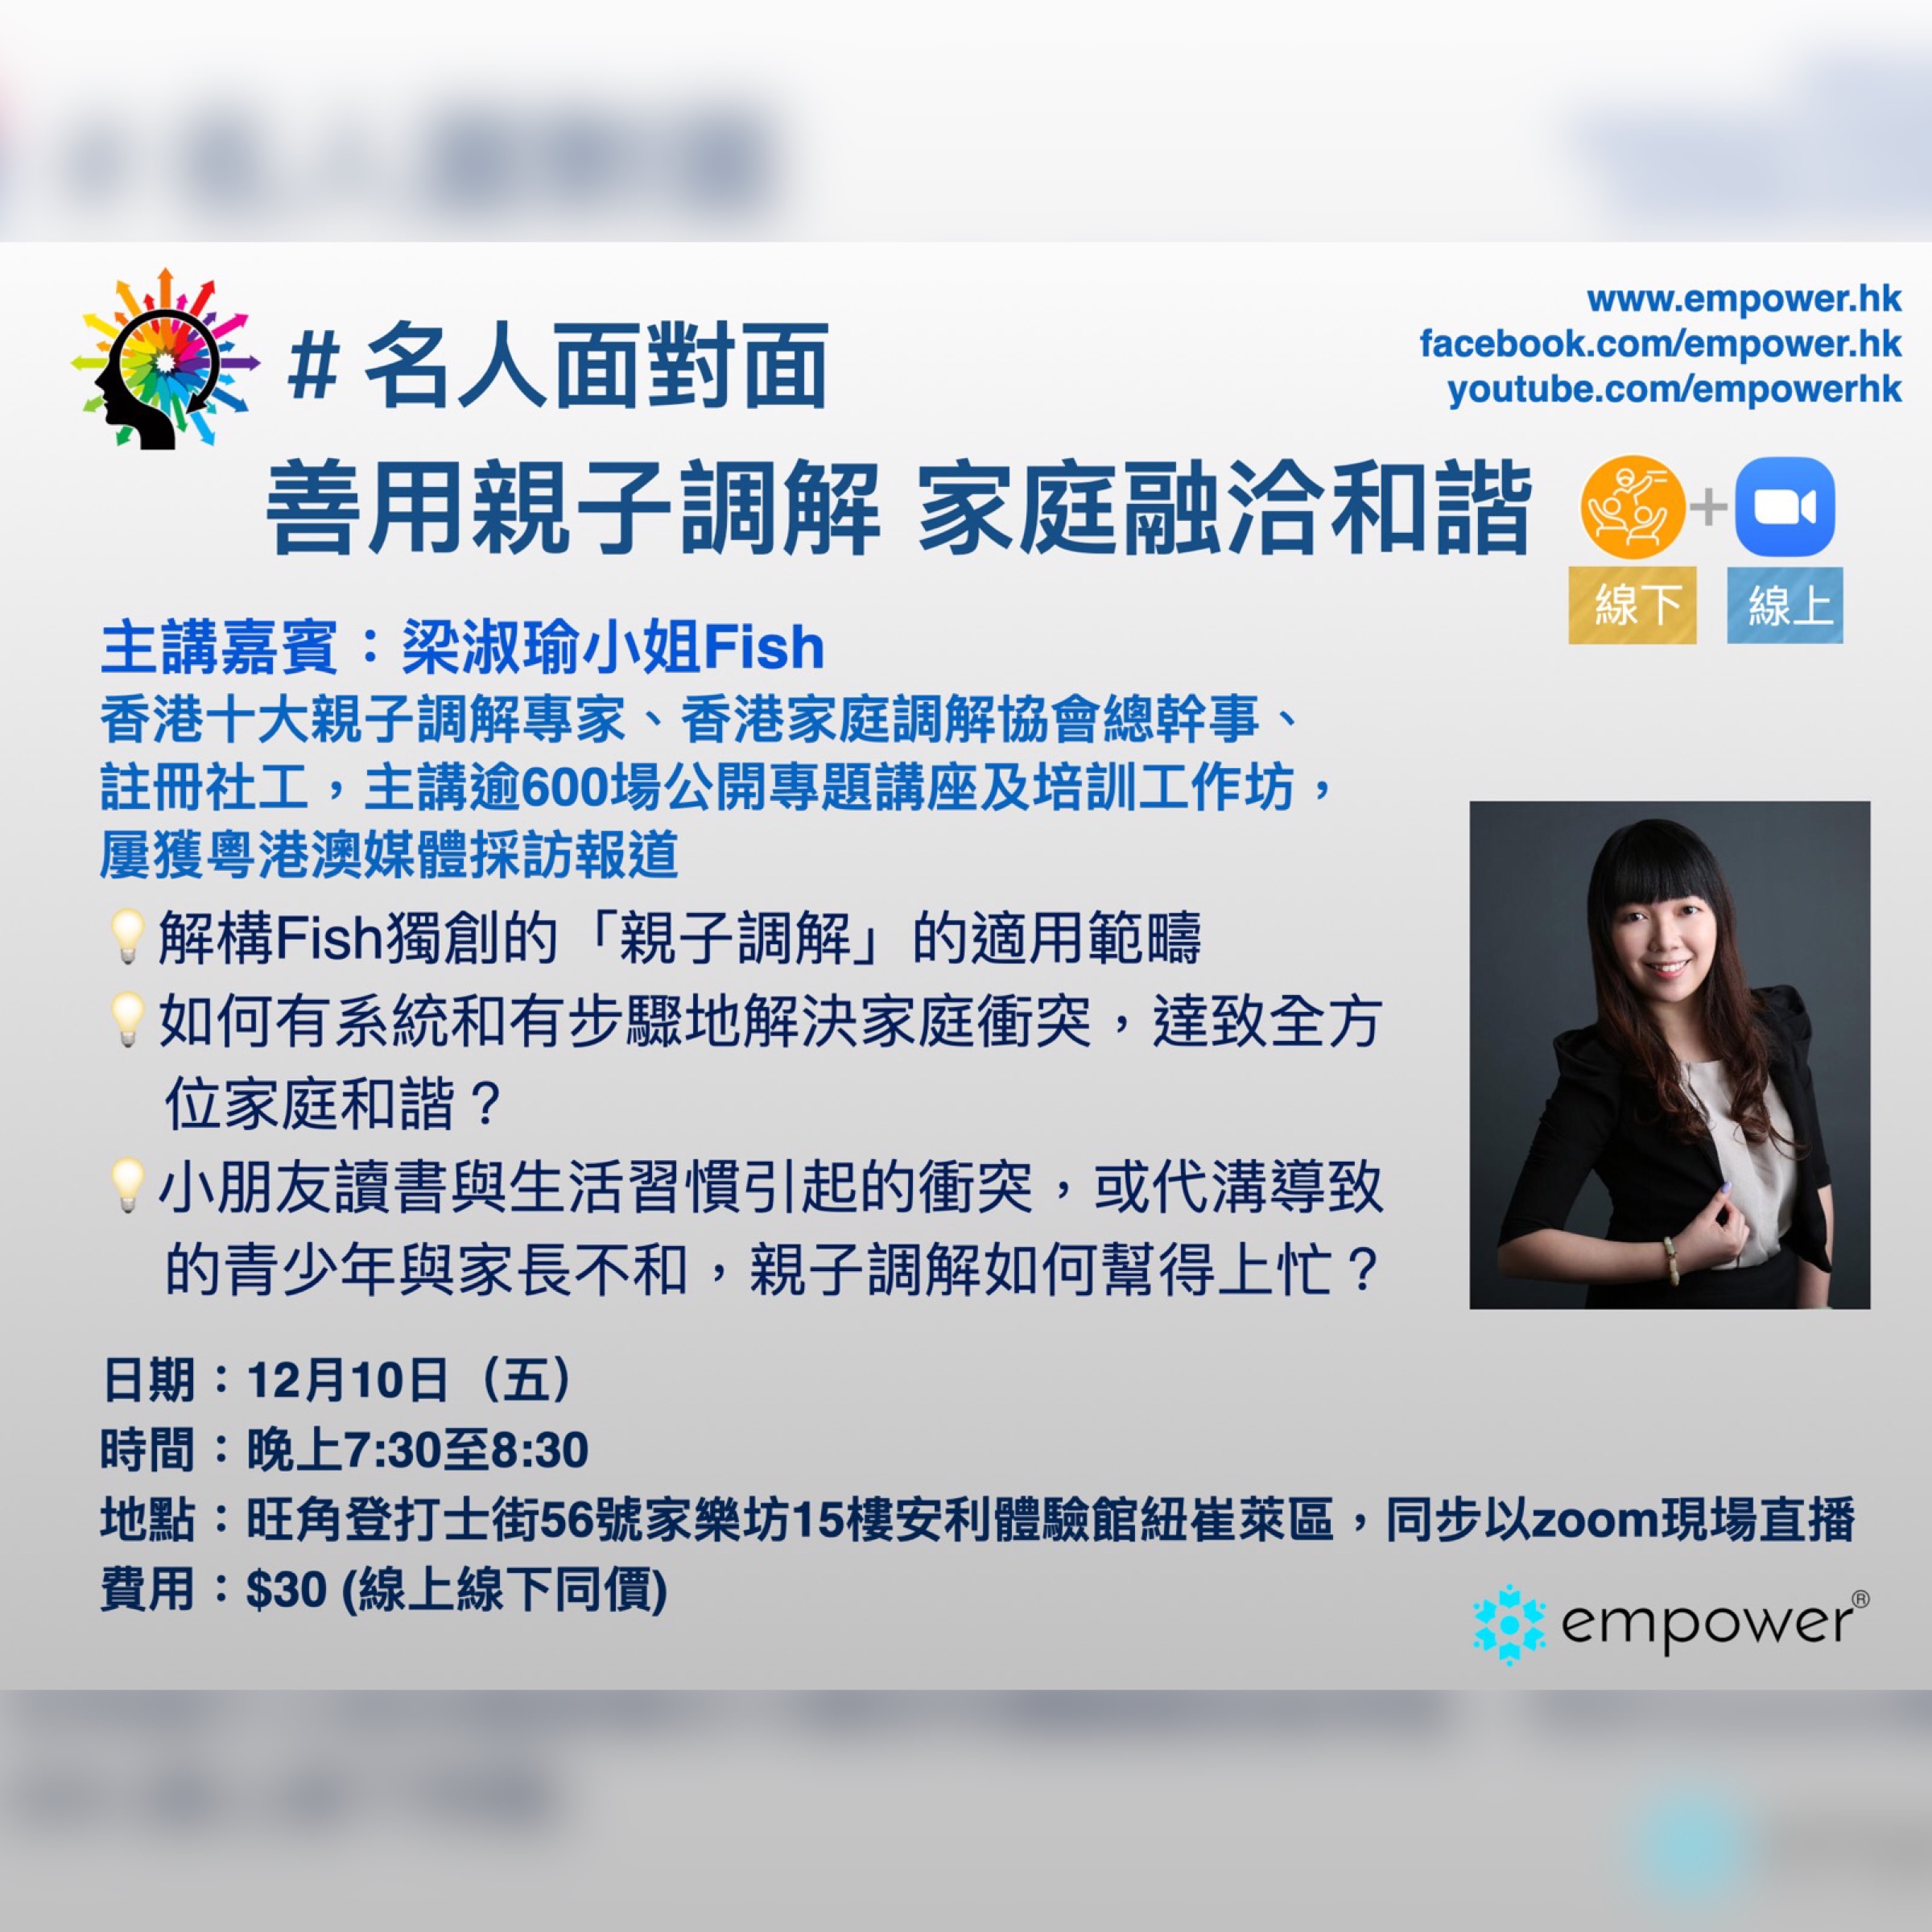 # 名人面對面
www.empower.hk
facebook.com/empower.hk
youtube.com/empowerhk
善用親子調解 家庭融洽和諧
線下
線上
主講嘉賓：梁淑瑜小姐Fish
香港十大親子調解專家、香港家庭調解協會總幹事、
註冊社工，主講逾600場公開專題講座及培訓工作坊，
屢獲粵港澳媒體採訪報道
解構Fish獨創的「親子調解」的適用範疇
如何有系統和有步驟地解決家庭衝突，達致全方
位家庭和諧？
小朋友讀書與生活習慣引起的衝突，或代溝導致
的青少年與家長不和，親子調解如何幫得上忙？
日期：12月10日（五）
時間：晚上7:30至8:30
地點：旺角登打士街56號家樂坊15樓安利體驗館紐崔萊區，同步以zoom現場直播
費用：$30 (線上線下同價)
empower®